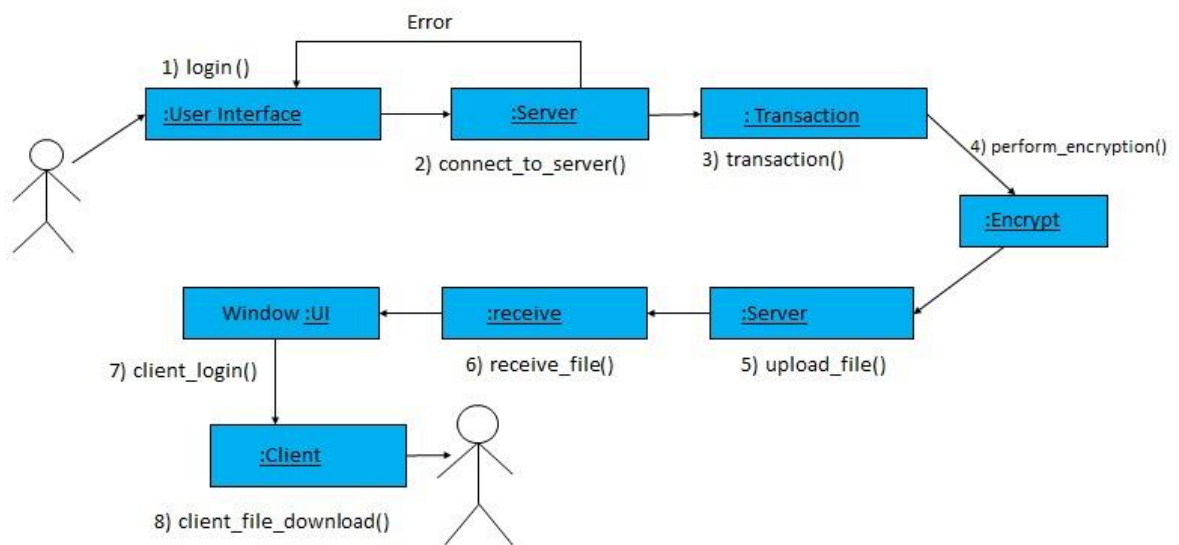 Error
1) login ()
:User Interface
:Server
: Transaction
2) connect_to_server()
3) transaction()
4) perform_encryption()
:Encrypt
:Server
5) upload_file()
:receive
6) receive_file()
Window :UI
7) client_login()
:Client
8) client_file_download()